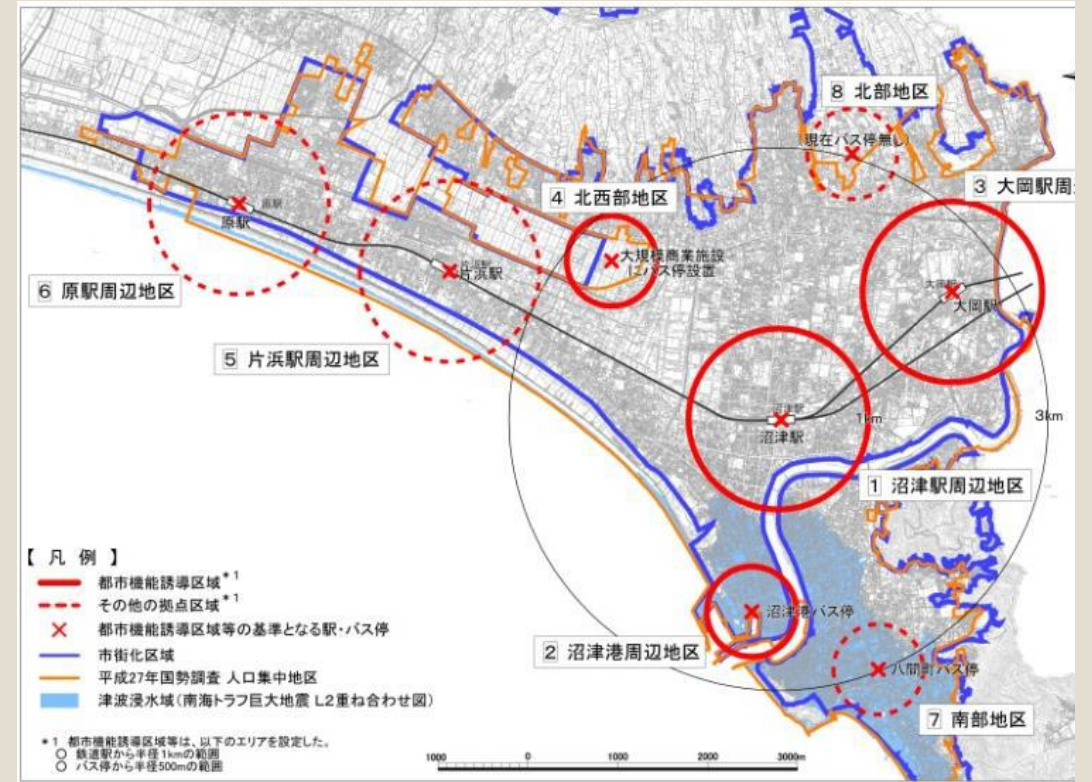 8 北部地区
現在バス停無し
3 大岡駅周
4 北西部地区
大規模商業施設
にバス停設置
原駅
原駅
片浜駅
大岡駅
大岡駅
6 原駅周辺地区
5 片浜駅周辺地区
沼津駅
沼津駅
1km
3km
1 沼津駅周辺地区
沼津港バス停
2 沼津港周辺地区
八間町バス停
7 南部地区
【 凡 例 】
都市機能誘導区域*1
その他の拠点区域*1
都市機能誘導区域等の基準となる駅・バス停
市街化区域
平成27年国勢調査 人口集中地区
津波浸水域(南海トラフ巨大地震 L2重ね合わせ図)
*1 都市機能誘導区域等は、以下のエリアを設定した。
○ 鉄道駅から半径1kmの範囲
○ バス停から半径500mの範囲
1000 0 1000 2000 3000m